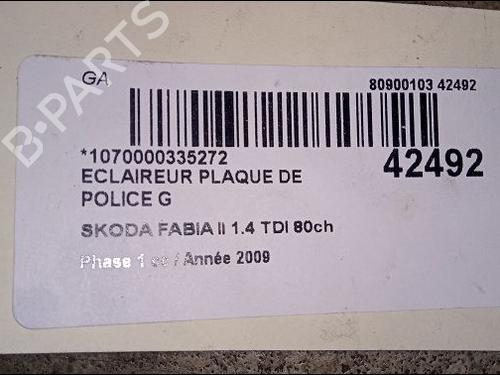 GA
80900103 42492
*1070000335272
42492
ECLAIREUR PLAQUE DE
POLICE G
SKODA FABIA II 1.4 TDI 80ch
Phase 1 / Année 2009
B-PARTS